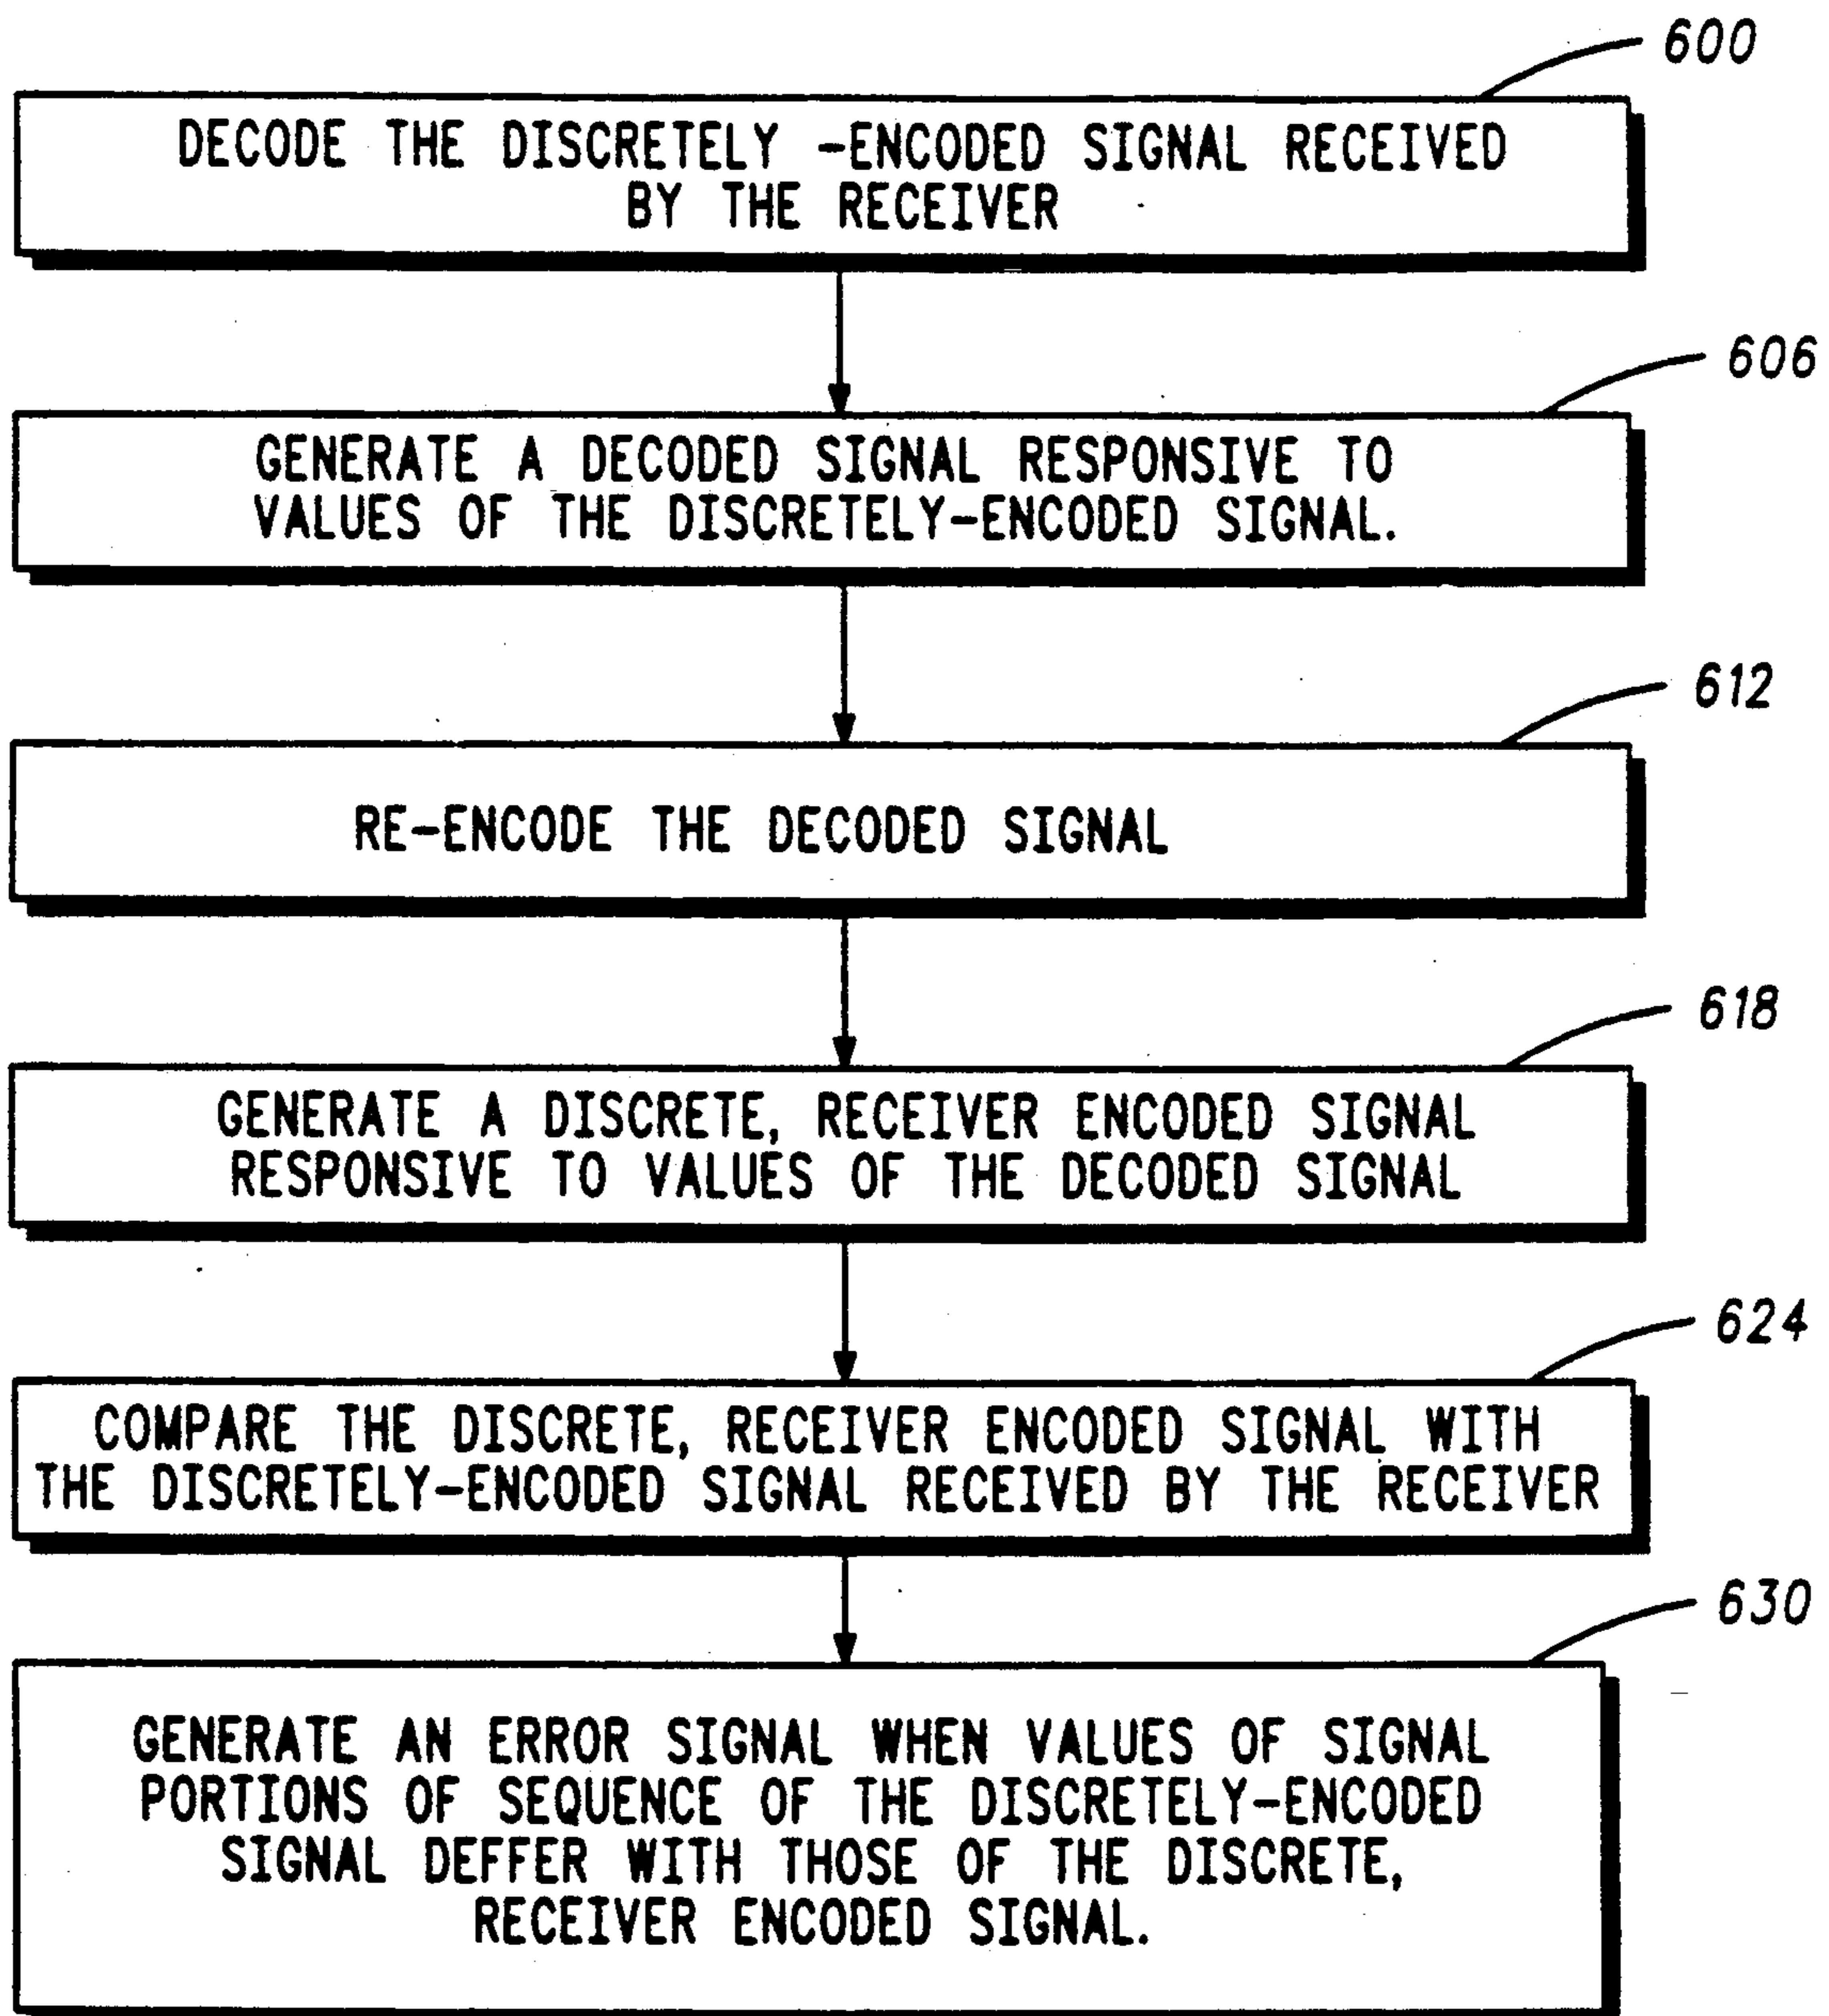 600
DECODE THE DISCRETELY -ENCODED SIGNAL RECEIVED
BY THE RECEIVER
606
GENERATE A DECODED SIGNAL RESPONSIVE TO
VALUES OF THE DISCRETELY-ENCODED SIGNAL.
612
RE-ENCODE THE DECODED SIGNAL
618
GENERATE A DISCRETE, RECEIVER ENCODED SIGNAL
RESPONSIVE TO VALUES OF THE DECODED SIGNAL
624
COMPARE THE DISCRETE, RECEIVER ENCODED SIGNAL WITH
THE DISCRETELY-ENCODED SIGNAL RECEIVED BY THE RECEIVER
630
GENERATE AN ERROR SIGNAL WHEN VALUES OF SIGNAL
PORTIONS OF SEQUENCE OF THE DISCRETELY-ENCODED
SIGNAL DEFFER WITH THOSE OF THE DISCRETE,
RECEIVER ENCODED SIGNAL.